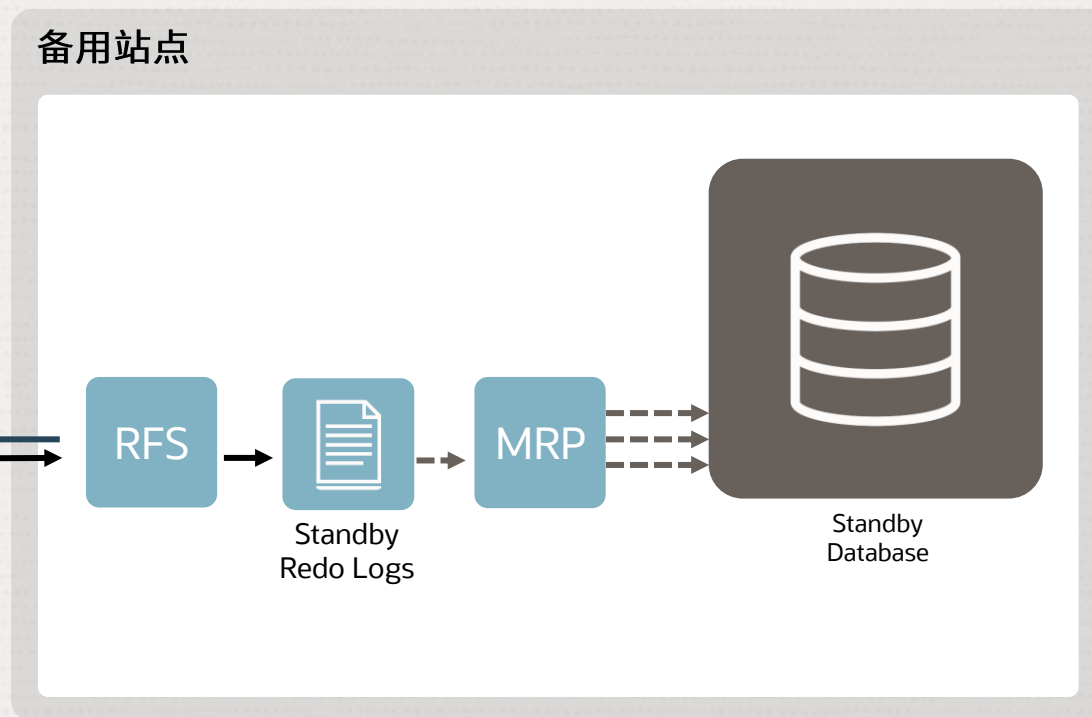 备用站点
RFS
MRP
Standby
Redo Logs
Standby
Database